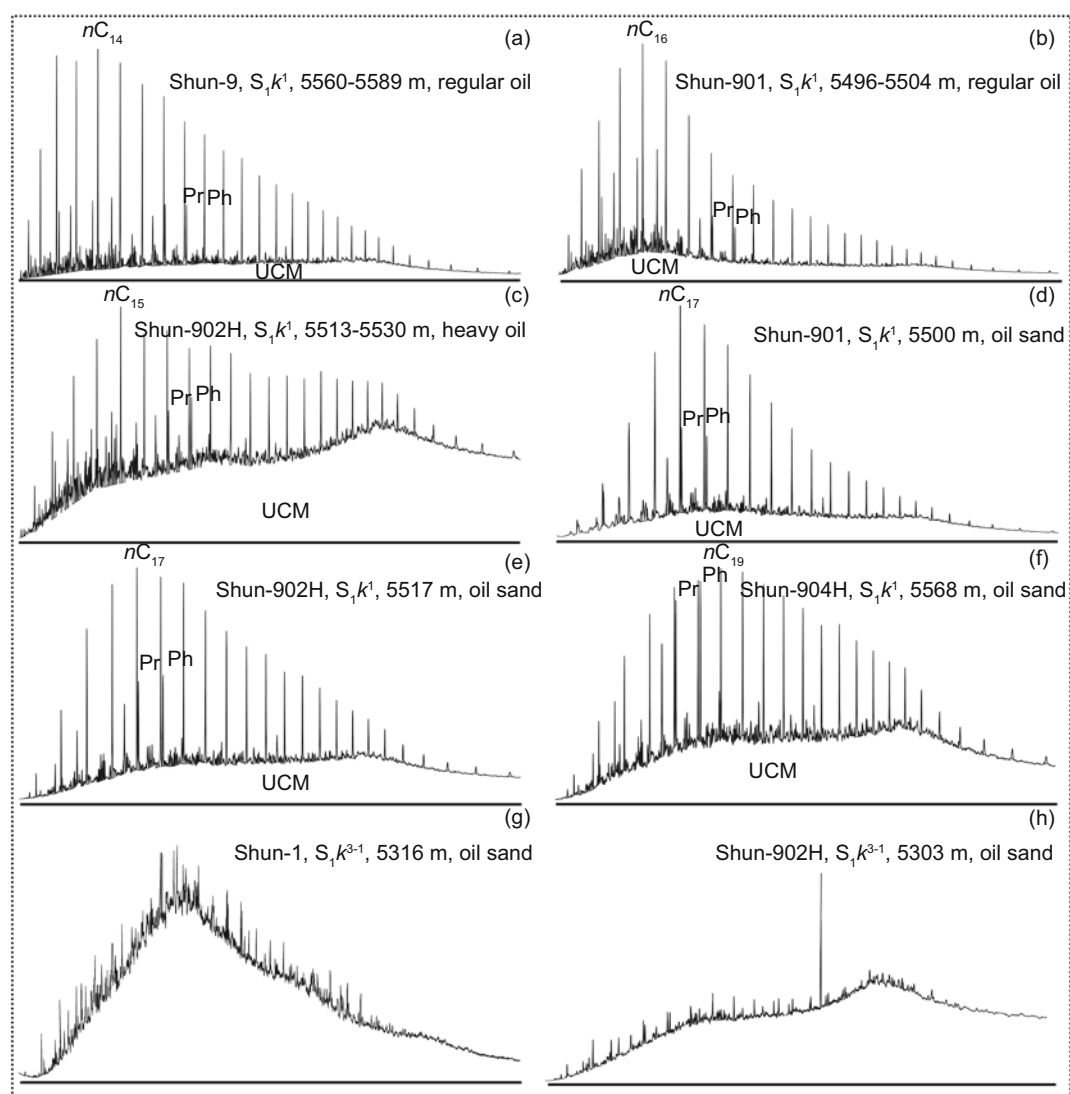 nC₁₄
(a)
Shun-9, S₁k¹, 5560-5589 m, regular oil
Pr Ph
UCM
nC₁₆
(b)
Shun-901, S₁k¹, 5496-5504 m, regular oil
Pr Ph
UCM
nC₁₅
(c)
Shun-902H, S₁k¹, 5513-5530 m, heavy oil
Pr Ph
UCM
nC₁₇
(d)
Shun-901, S₁k¹, 5500 m, oil sand
Pr Ph
UCM
nC₁₇
(e)
Shun-902H, S₁k¹, 5517 m, oil sand
Pr Ph
UCM
nC₁₉
(f)
Shun-904H, S₁k¹, 5568 m, oil sand
Pr Ph
UCM
(g)
Shun-1, S₁k³⁻¹, 5316 m, oil sand
(h)
Shun-902H, S₁k³⁻¹, 5303 m, oil sand